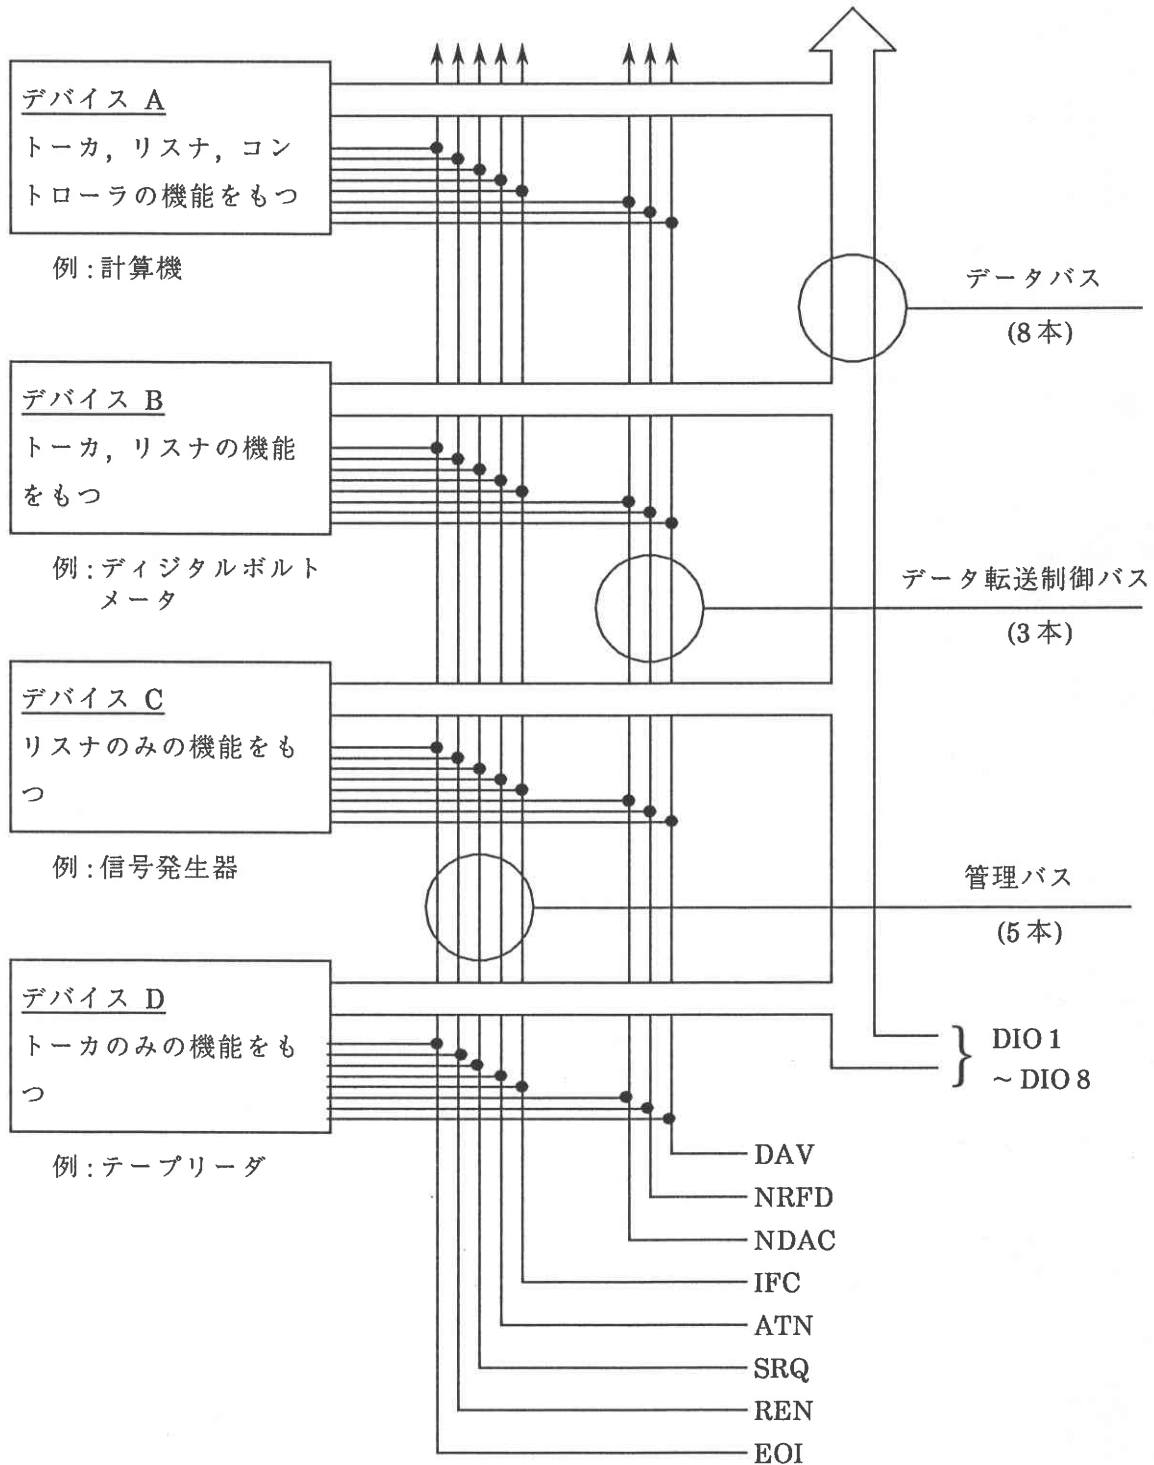 デバイス A
トーカ，リスナ，コン
トローラの機能をもつ
例：計算機
データバス
(8本)
デバイス B
トーカ，リスナの機能
をもつ
例：ディジタルボルト
メータ
データ転送制御バス
(3本)
デバイス C
リスナのみの機能をも
つ
例：信号発生器
管理バス
(5本)
デバイス D
トーカのみの機能をも
つ
例：テープリーダ
DIO 1
～ DIO 8
DAV
NRFD
NDAC
IFC
ATN
SRQ
REN
EOI